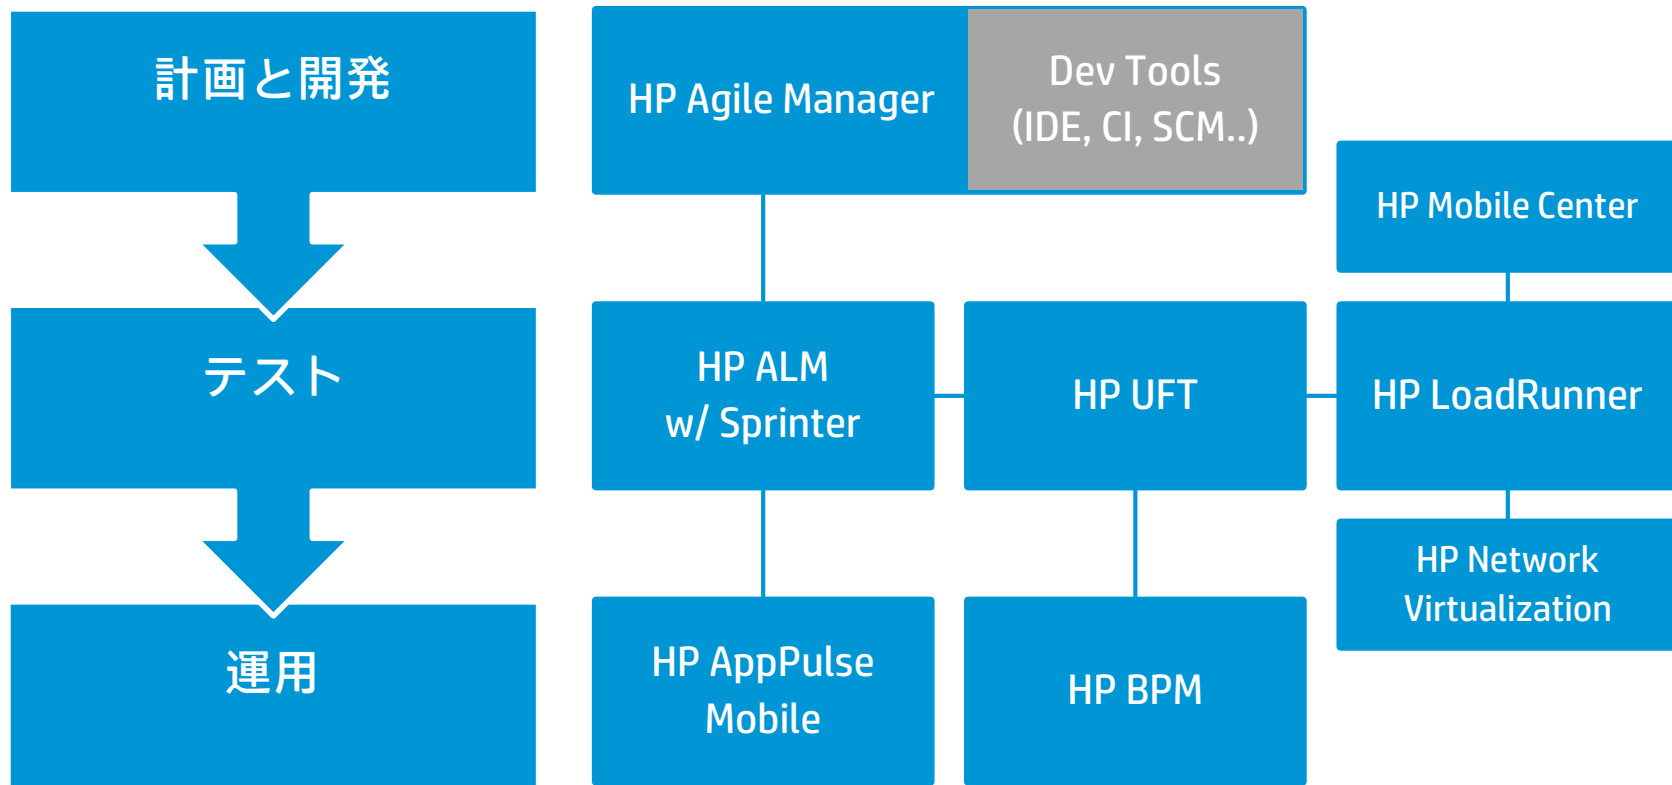 計画と開発
HP Agile Manager
Dev Tools
(IDE, CI, SCM..)
HP Mobile Center
テスト
HP ALM
w/ Sprinter
HP UFT
HP LoadRunner
HP Network
Virtualization
運用
HP AppPulse
Mobile
HP BPM